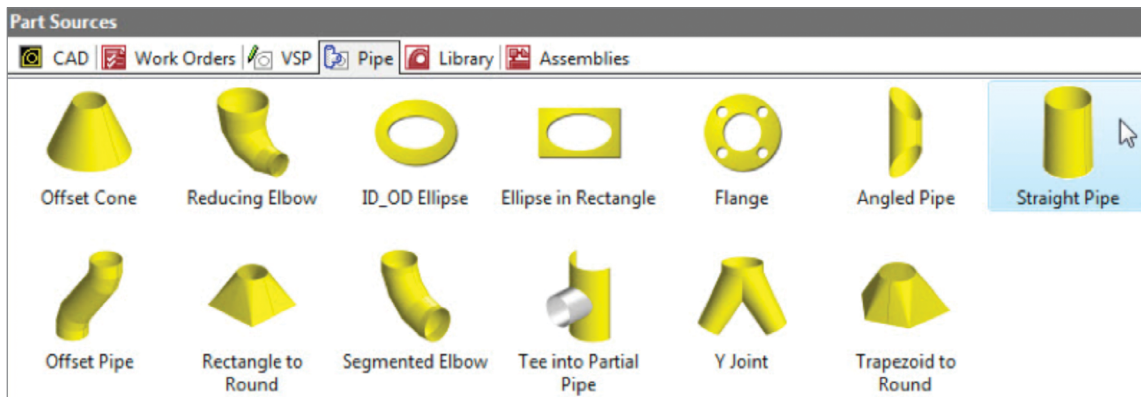 Part Sources
CAD Work Orders VSP Pipe Library Assemblies
Offset Cone
Reducing Elbow
ID_OD Ellipse
Ellipse in Rectangle
Flange
Angled Pipe
Straight Pipe
Offset Pipe
Rectangle to
Round
Segmented Elbow
Tee into Partial
Pipe
Y Joint
Trapezoid to
Round